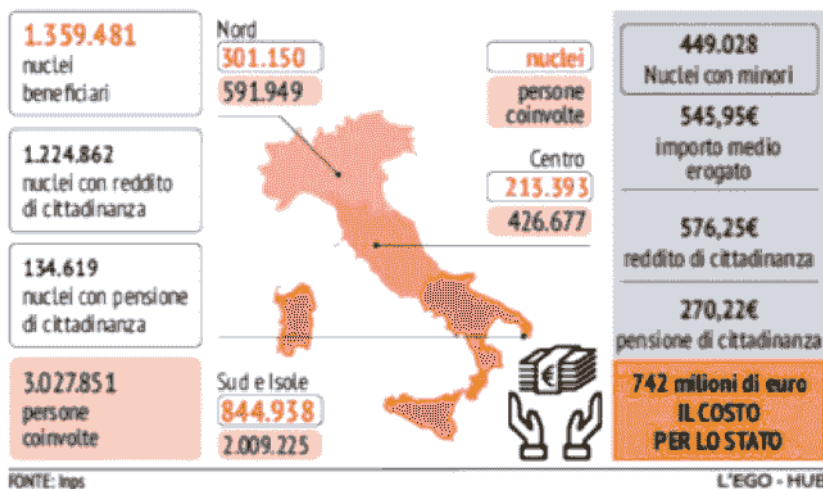 1.359.481
nuclei
beneficiari
1.224.862
nuclei con reddito
di cittadinanza
134.619
nuclei con pensione
di cittadinanza
3.027.851
persone
coinvolte
Nord
301.150
591.949
nuclei
persone
coinvolte
Centro
213.393
426.677
Sud e Isole
844.938
2.009.225
€
449.028
Nuclei con minori
545,95€
importo medio
erogato
576,25€
reddito di cittadinanza
270,22€
pensione di cittadinanza
742 milioni di euro
IL COSTO
PER LO STATO
FONTE: Inps
L'EGO - HUB